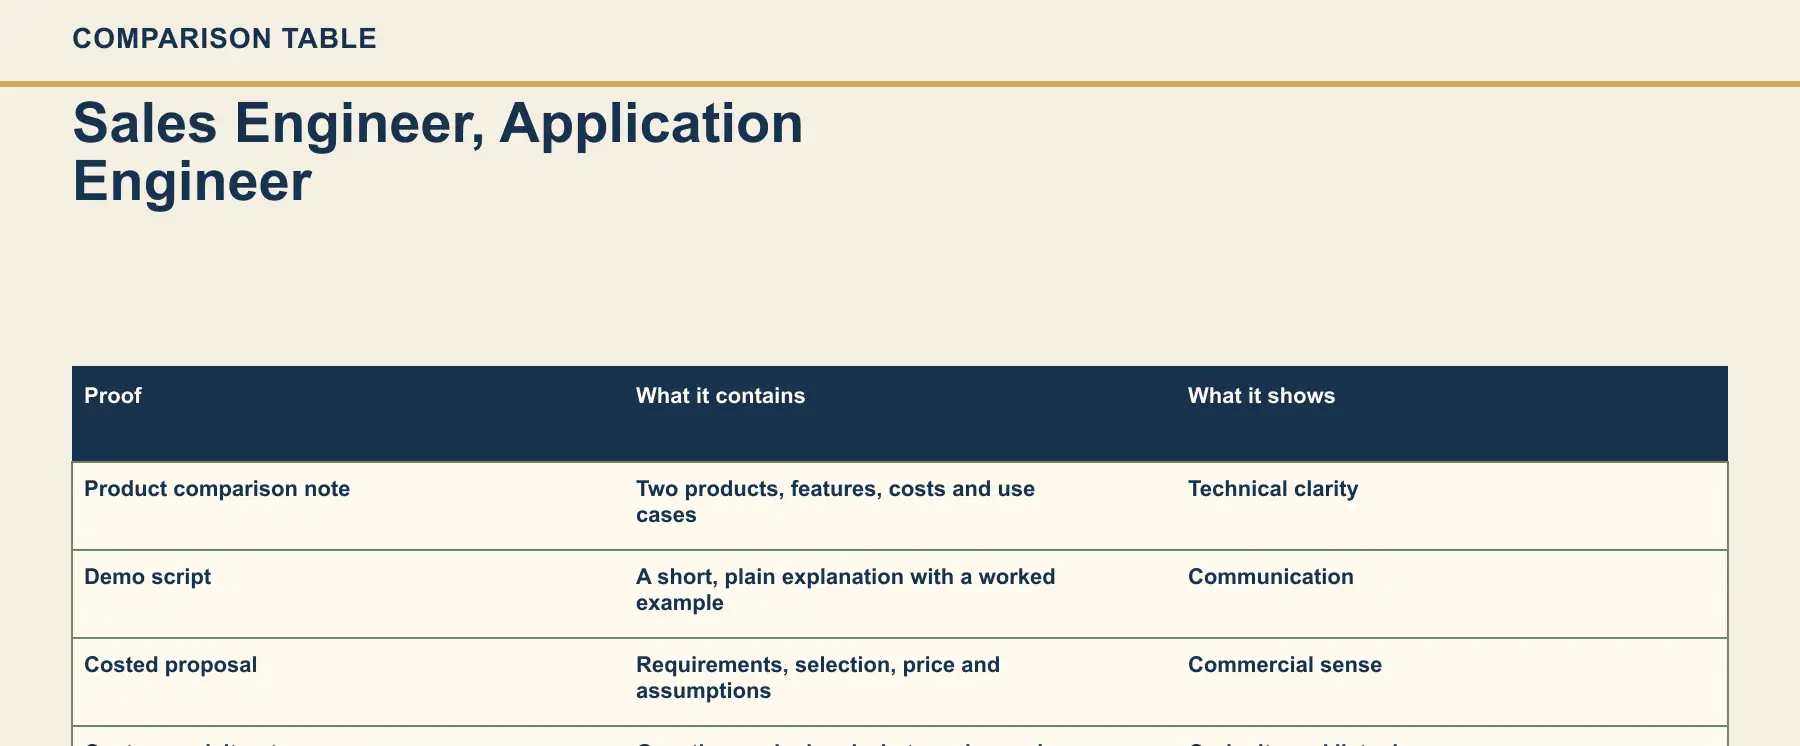 COMPARISON TABLE
Sales Engineer, Application
Engineer
Proof
What it contains
What it shows
Product comparison note
Two products, features, costs and use
cases
Technical clarity
Demo script
A short, plain explanation with a worked
example
Communication
Costed proposal
Requirements, selection, price and
assumptions
Commercial sense